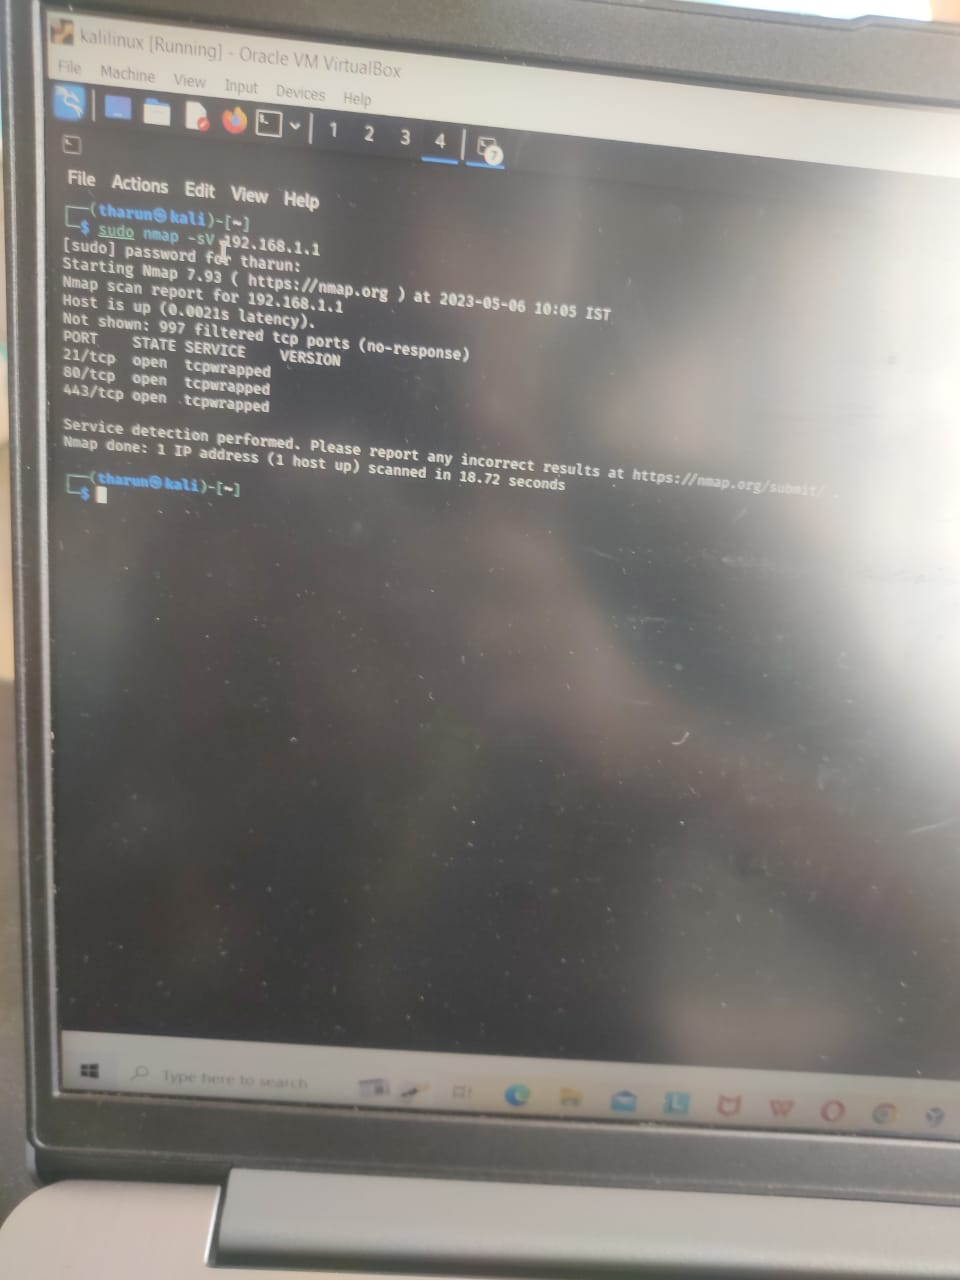 kalilinux [Running] - Oracle VM VirtualBox
File Machine View Input Devices Help
1 2 3 4 7
File Actions Edit View Help
┌──(tharun㉿kali)-[~]
└─$ sudo nmap -sV 192.168.1.1
[sudo] password for tharun:
Starting Nmap 7.93 ( https://nmap.org ) at 2023-05-06 10:05 IST
Nmap scan report for 192.168.1.1
Host is up (0.0021s latency).
Not shown: 997 filtered tcp ports (no-response)
PORT STATE SERVICE VERSION
21/tcp open tcpwrapped
80/tcp open tcpwrapped
443/tcp open tcpwrapped
Service detection performed. Please report any incorrect results at https://nmap.org/submit/ .
Nmap done: 1 IP address (1 host up) scanned in 18.72 seconds
┌──(tharun㉿kali)-[~]
└─$
Type here to search